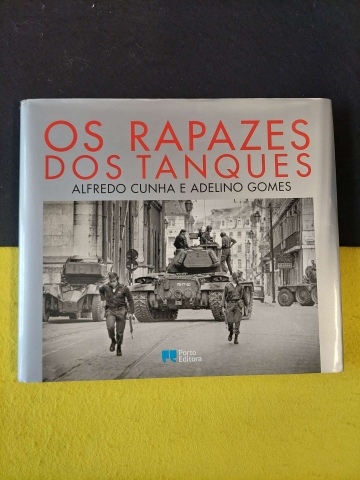 OS RAPAZES
DOS TANQUES
ALFREDO CUNHA E ADELINO GOMES
Porto
Editora